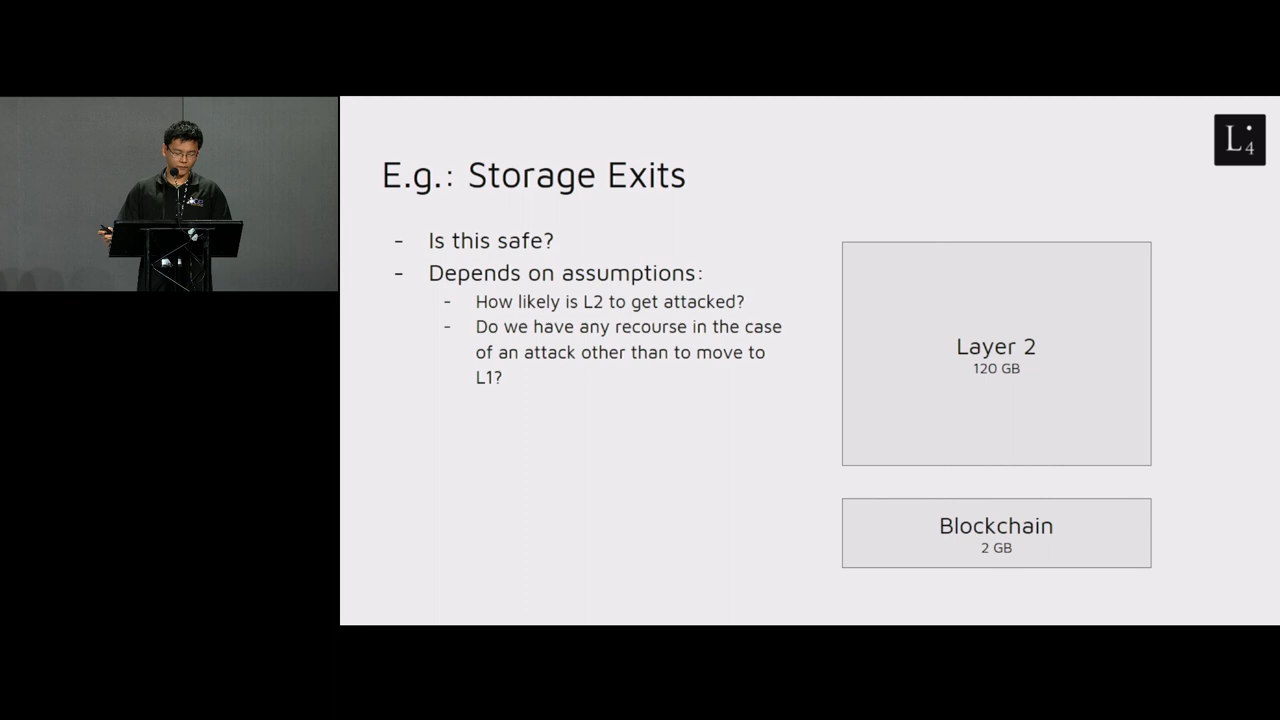 L4
E.g.: Storage Exits
- Is this safe?
- Depends on assumptions:
- How likely is L2 to get attacked?
- Do we have any recourse in the case
of an attack other than to move to
L1?
Layer 2
120 GB
Blockchain
2 GB